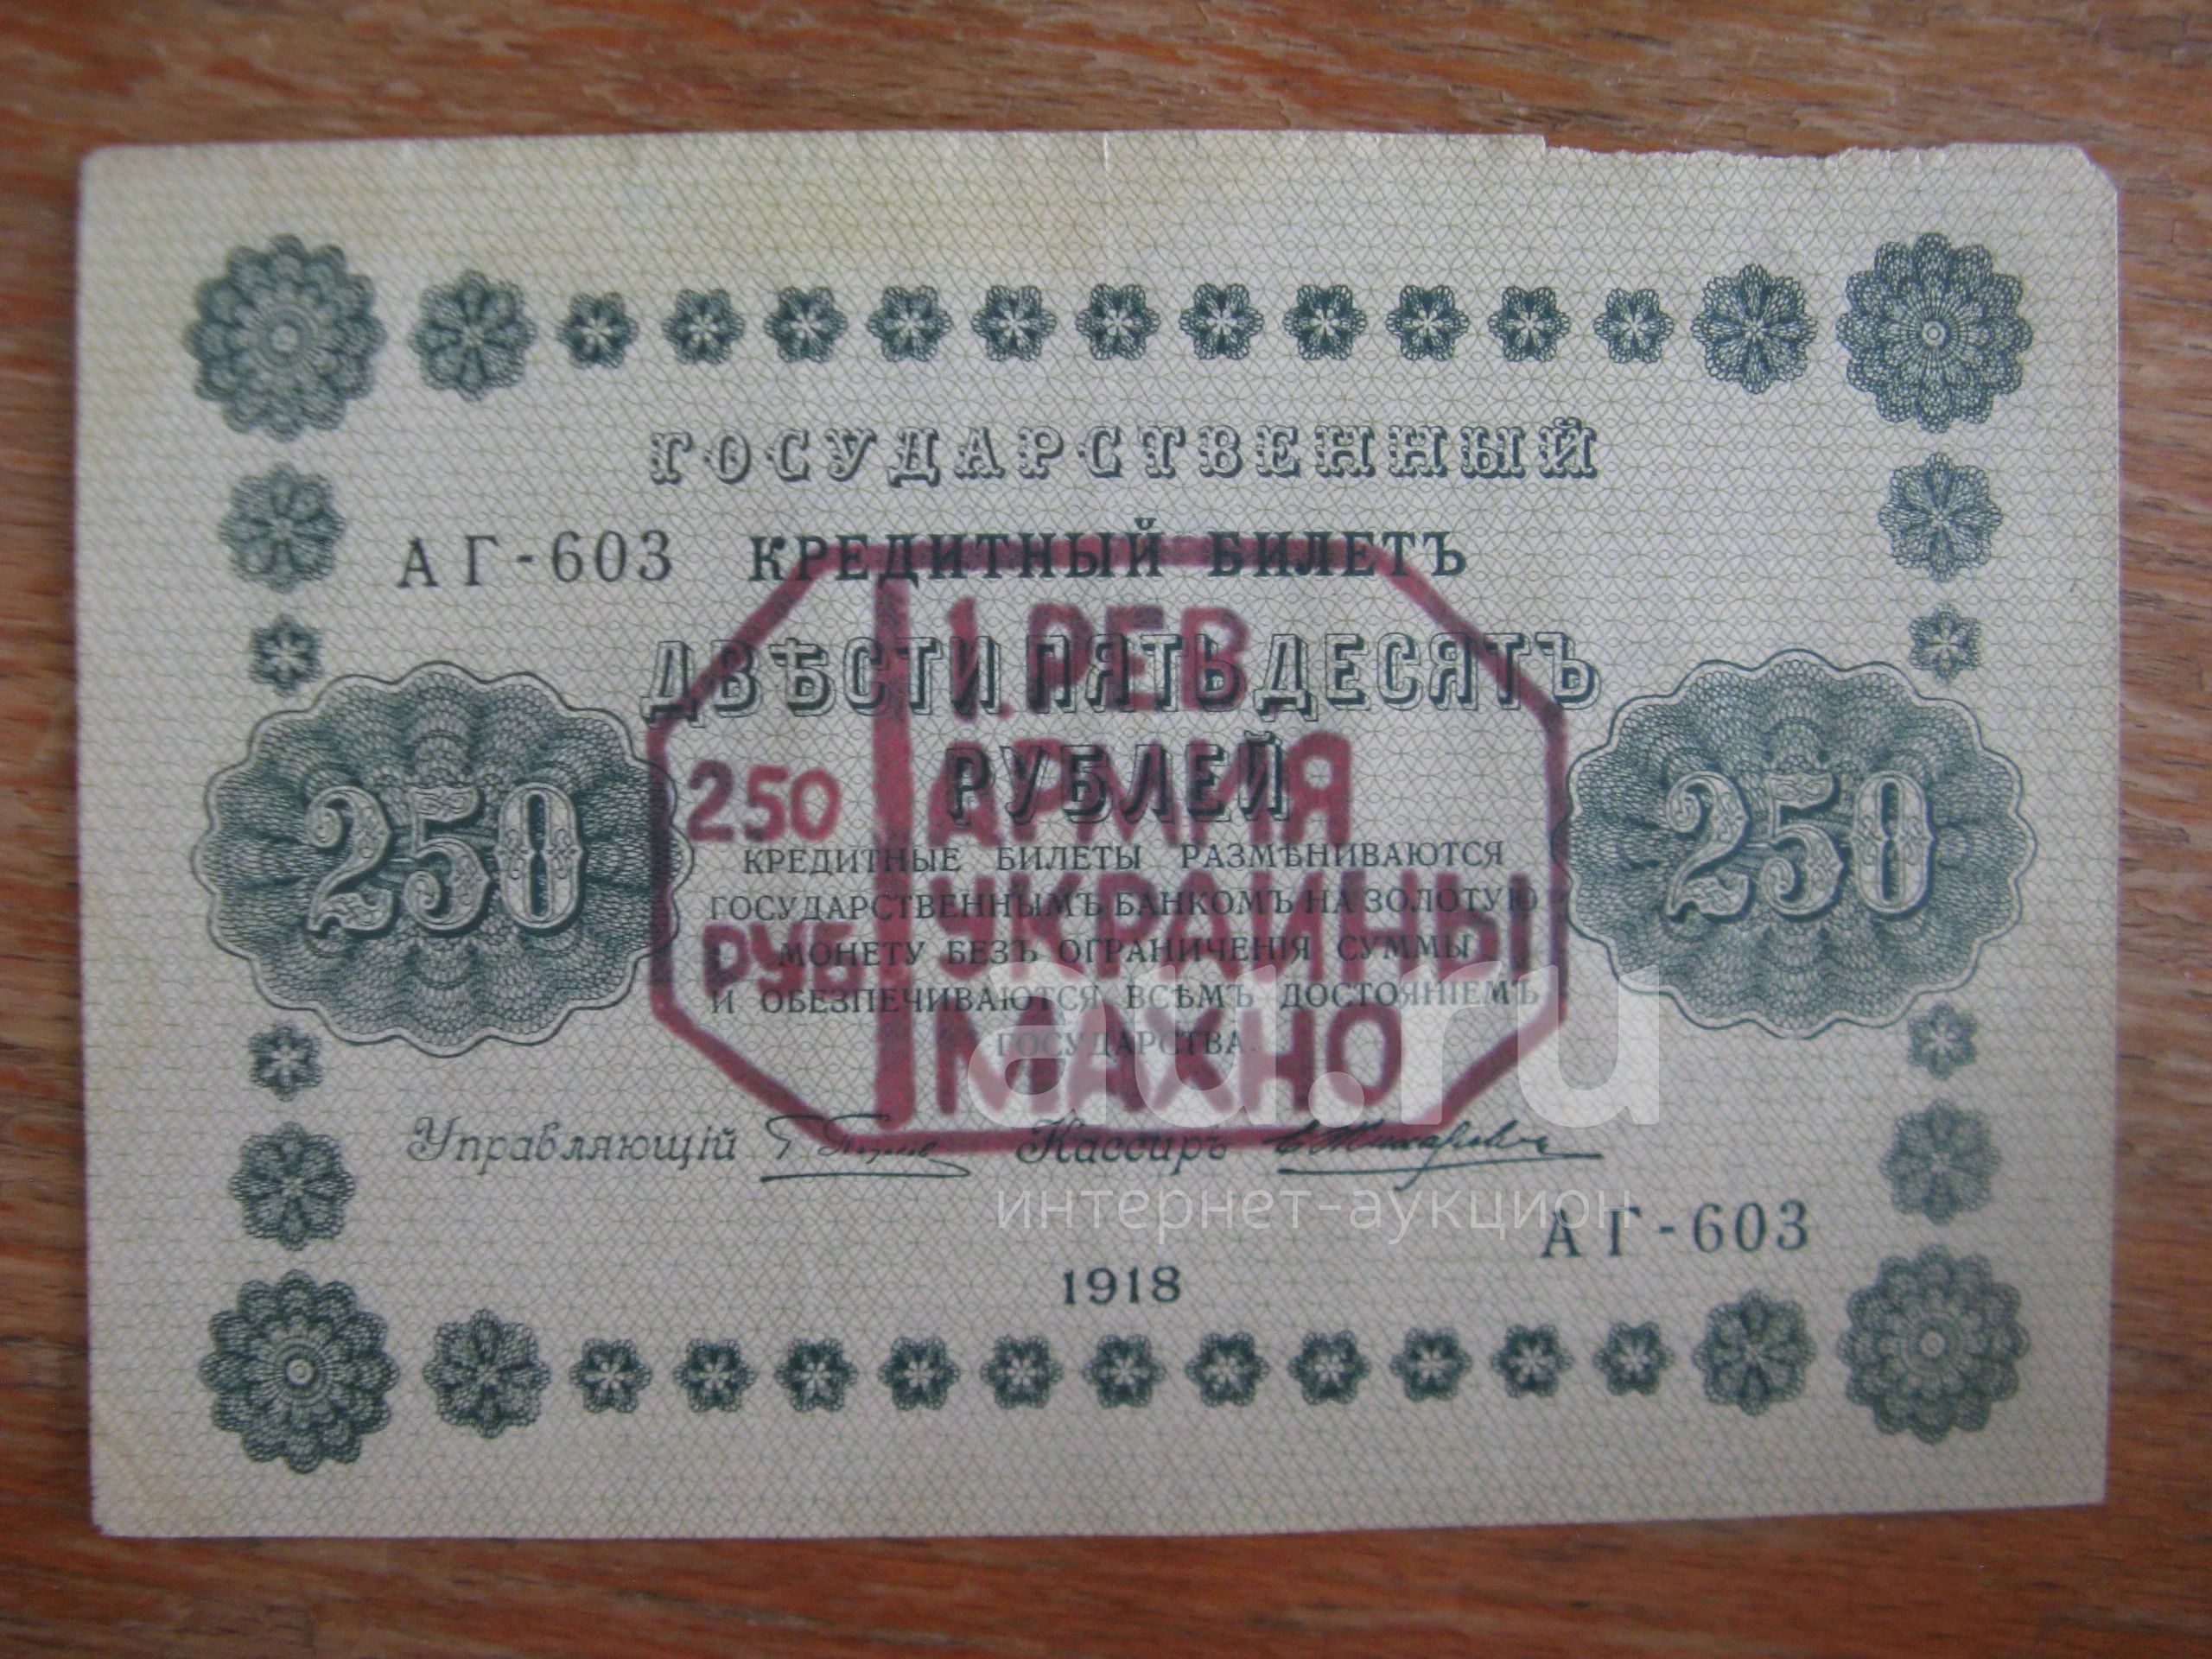 ГОСУДАРСТВЕННЫЙ
АГ-603 КРЕДИТНЫЙ БИЛЕТЪ
ДВѢСТИ ПЯТЬДЕСЯТЪ
РУБЛЕЙ
250
250
КРЕДИТНЫЕ БИЛЕТЫ РАЗМѢНИВАЮТСЯ
ГОСУДАРСТВЕННЫМЪ БАНКОМЪ НА ЗОЛОТУЮ
МОНЕТУ БЕЗЪ ОГРАНИЧЕНІЯ СУММЫ
И ОБЕЗПЕЧИВАЮТСЯ ВСѢМЪ ДОСТОЯНІЕМЪ
ГОСУДАРСТВА.
250
РУБ
1. РЕВ
АРМИЯ
УКРАИНЫ
МАХНО
Управляющій Кассиръ
АГ-603
1918
au.ru
интернет-аукцион